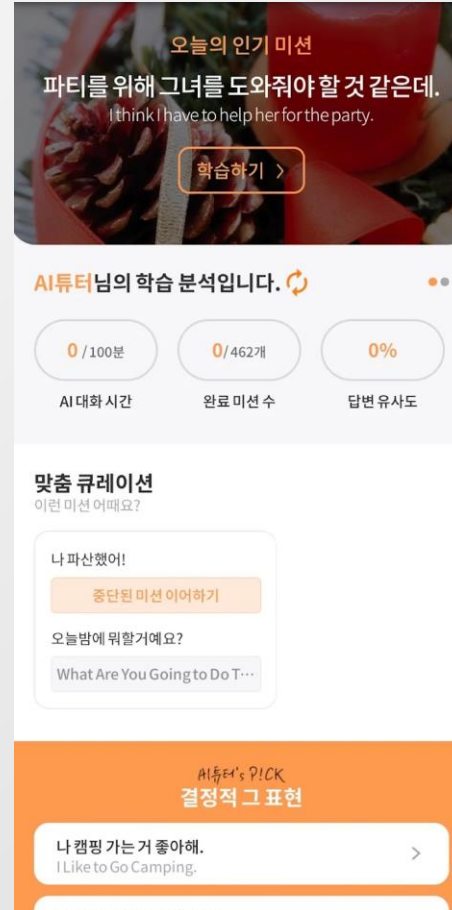 오늘의 인기 미션
파티를 위해 그녀를 도와줘야 할 것 같은데.
I think I have to help her for the party.
학습하기 >
AI튜터님의 학습 분석입니다.
0 / 100분
0/ 462개
0%
AI 대화 시간
완료 미션 수
답변 유사도
맞춤 큐레이션
이런 미션 어때요?
나 파산했어!
중단된 미션 이어하기
오늘밤에 뭐할거예요?
What Are You Going to Do T···
AI튜터's P!CK
결정적 그 표현
나 캠핑 가는 거 좋아해.
I Like to Go Camping.